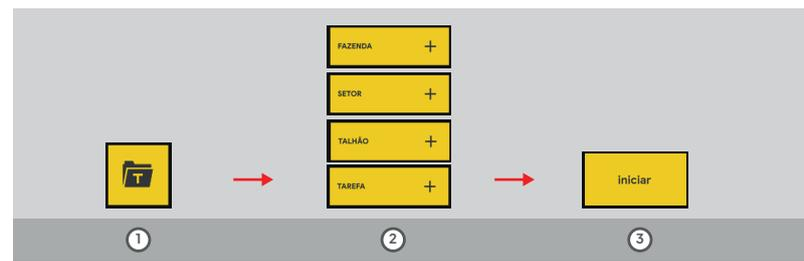 FAZENDA +
SETOR +
TALHÃO +
TAREFA +
T
iniciar
1
2
3